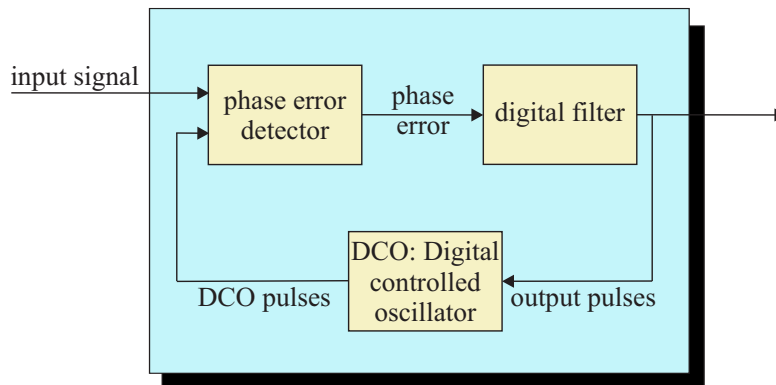 input signal
phase error
detector
phase
error
digital filter
DCO: Digital
controlled
oscillator
DCO pulses
output pulses